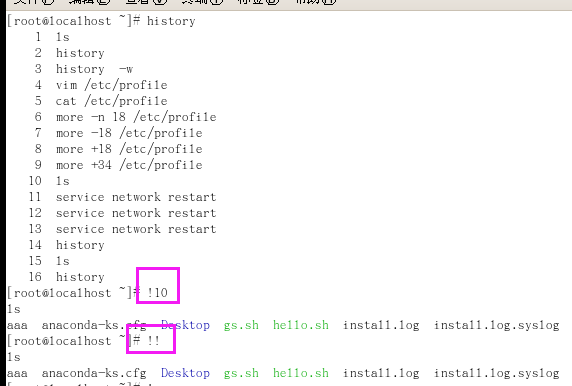 [root@localhost ~]# history
1 ls
2 history
3 history -w
4 vim /etc/profile
5 cat /etc/profile
6 more -n 18 /etc/profile
7 more -18 /etc/profile
8 more +18 /etc/profile
9 more +34 /etc/profile
10 ls
11 service network restart
12 service network restart
13 service network restart
14 history
15 ls
16 history
[root@localhost ~]# !10
ls
aaa anaconda-ks.cfg Desktop gs.sh hello.sh install.log install.log.syslog
[root@localhost ~]# !!
ls
aaa anaconda-ks.cfg Desktop gs.sh hello.sh install.log install.log.syslog